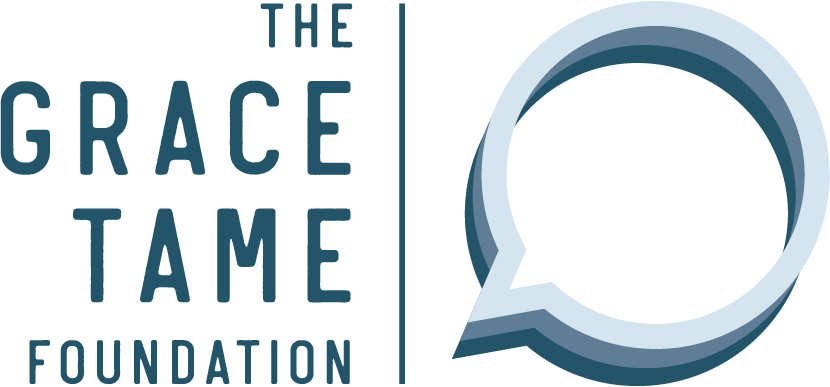 THE
GRACE
TAME
FOUNDATION